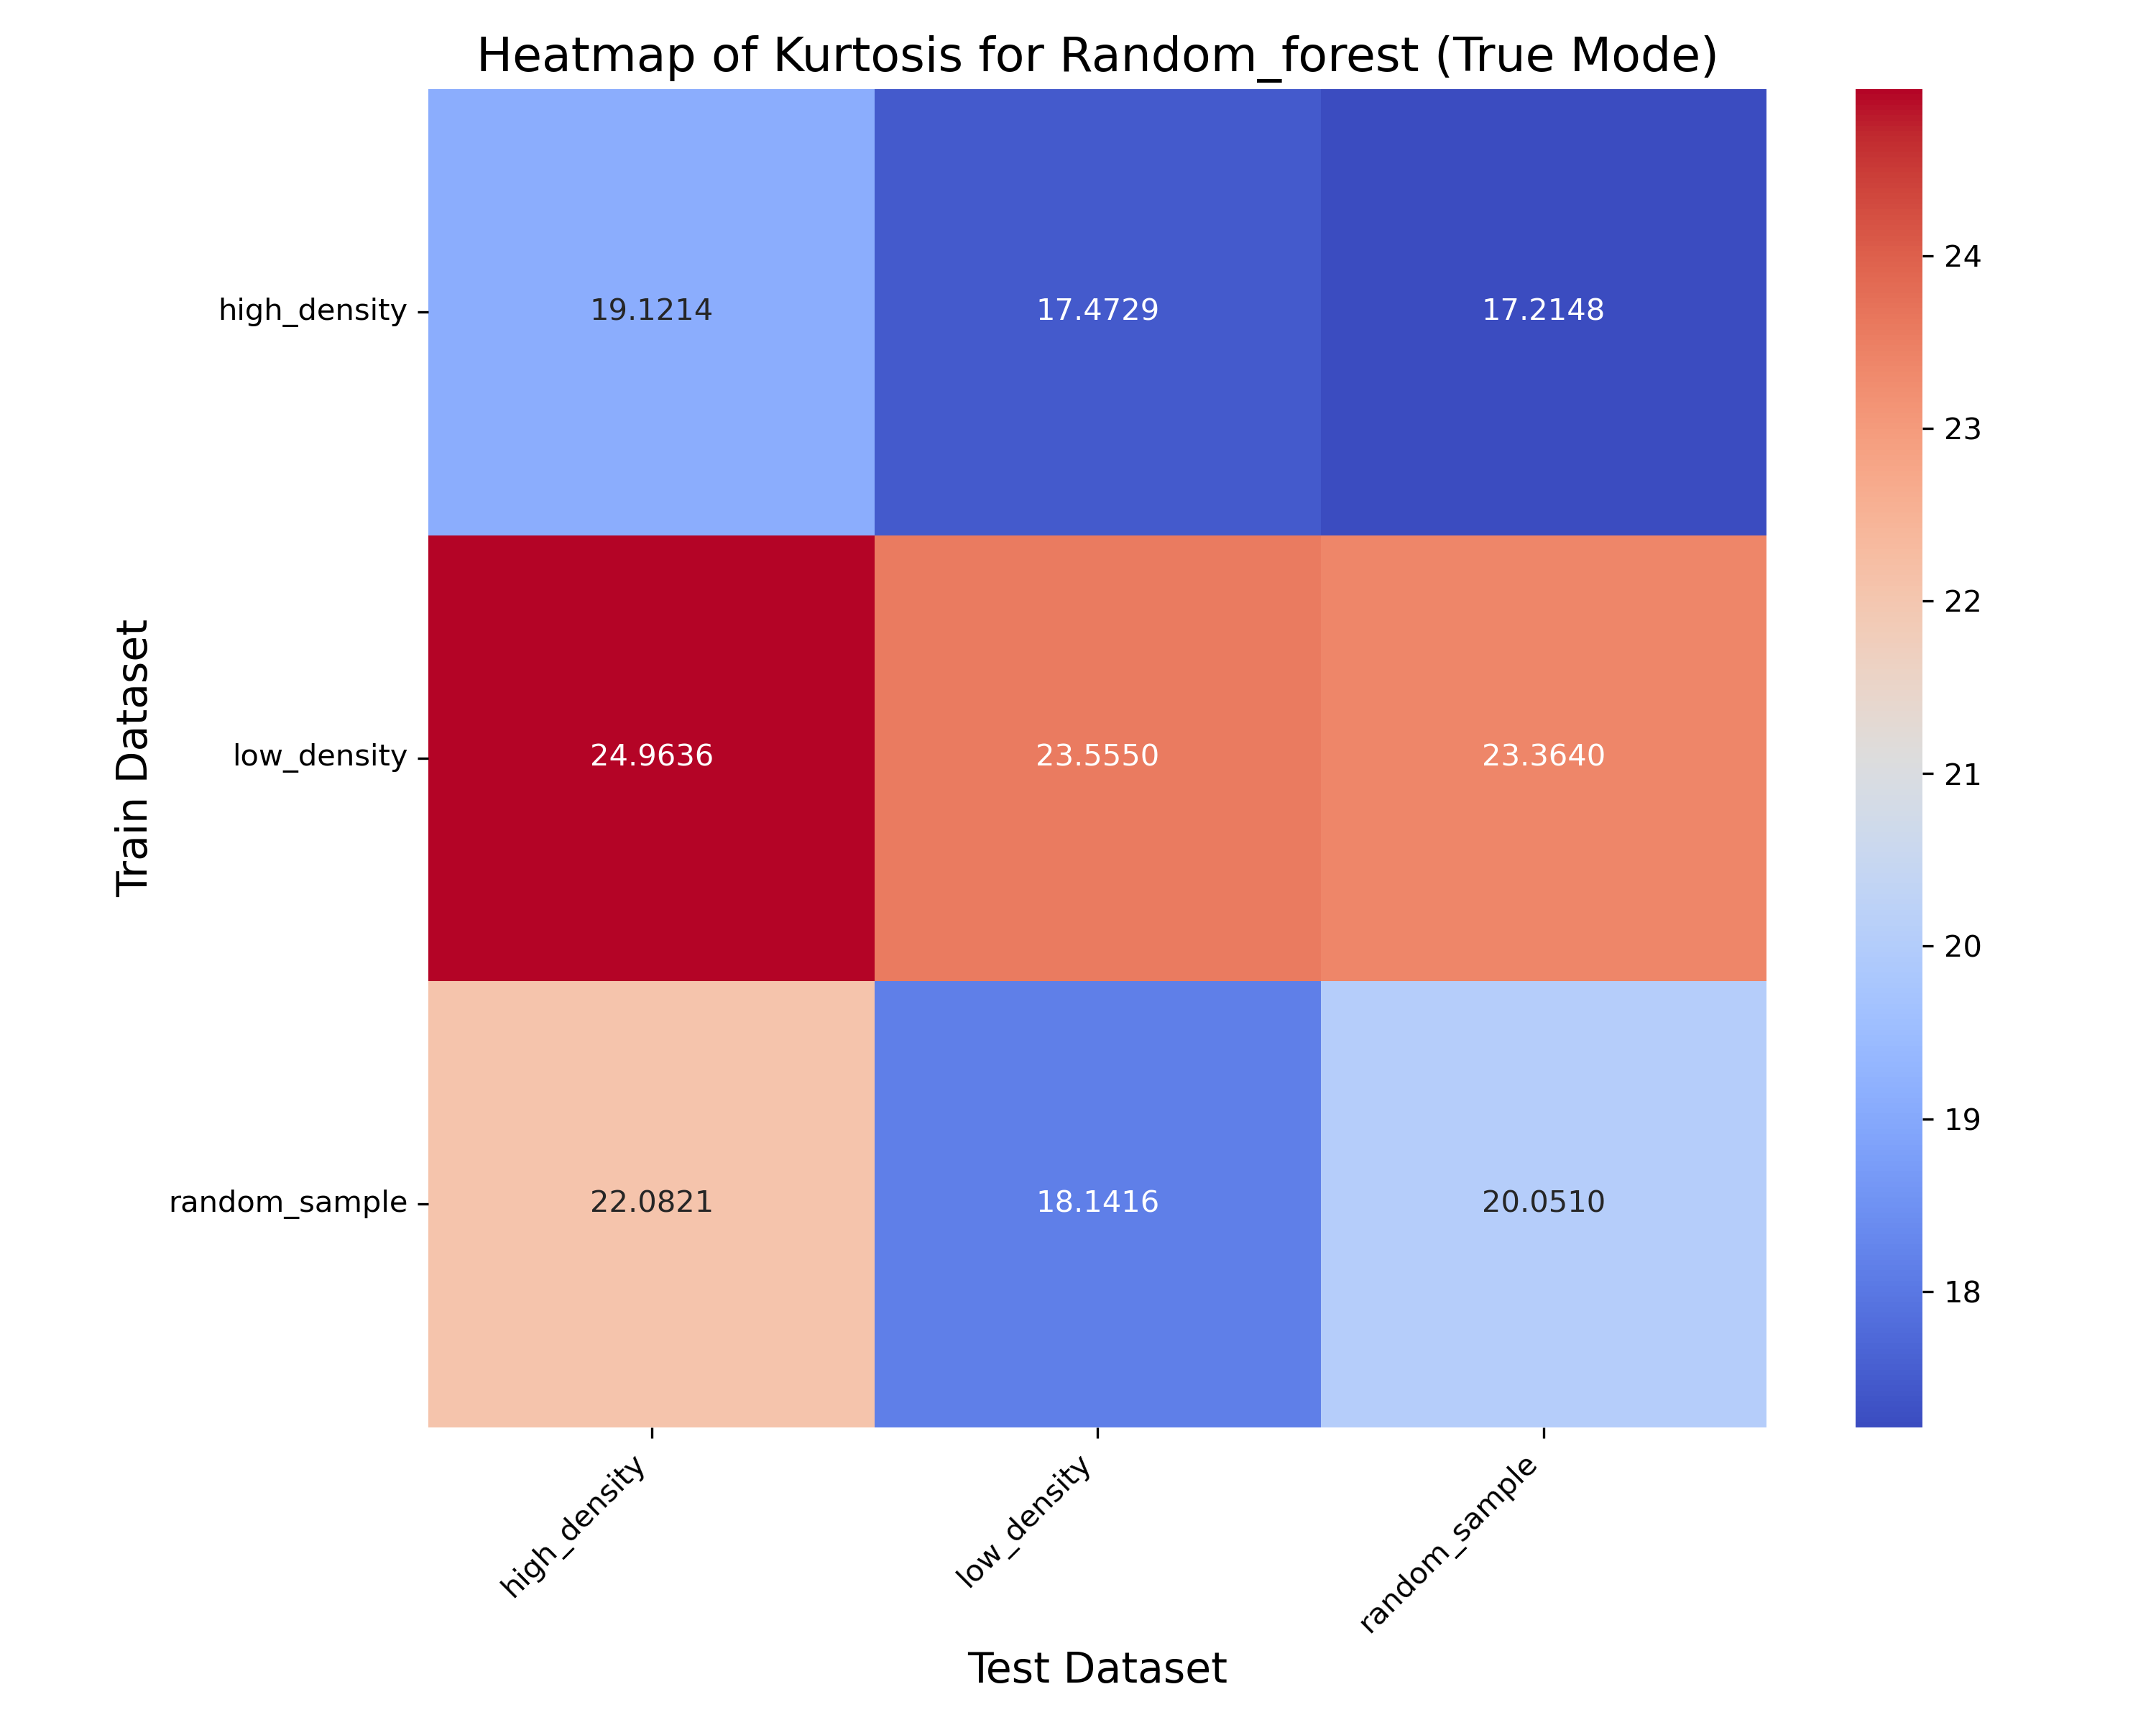 Heatmap of Kurtosis for Random_forest (True Mode)
high_density
19.1214
17.4729
17.2148
low_density
24.9636
23.5550
23.3640
random_sample
22.0821
18.1416
20.0510
Train Dataset
high_density
low_density
random_sample
Test Dataset
24
23
22
21
20
19
18